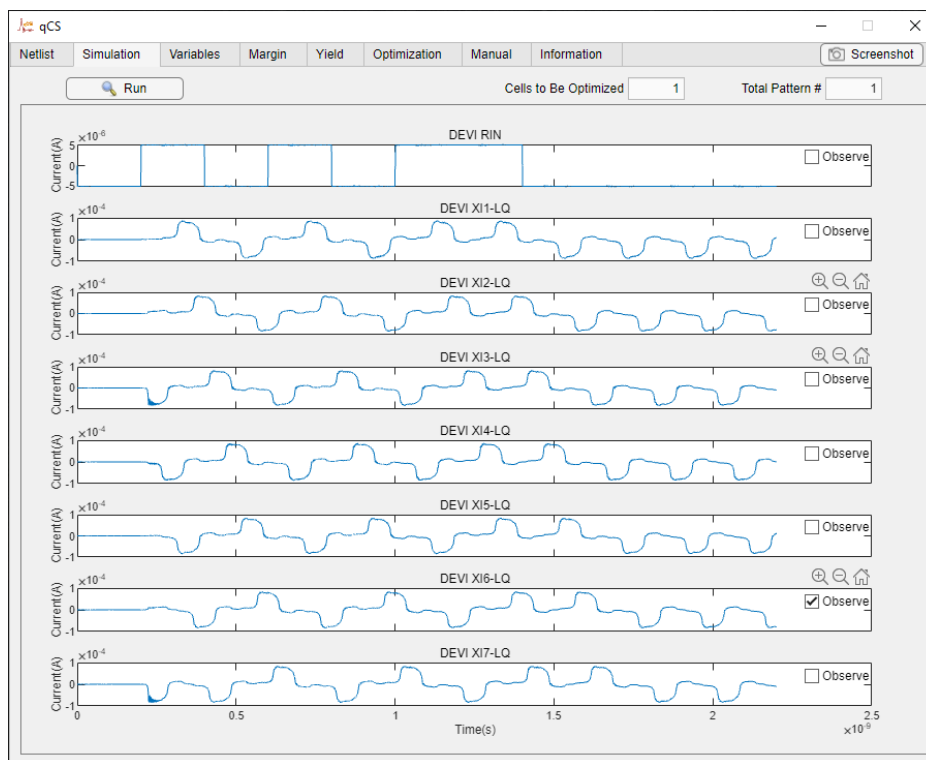 qCS
Netlist Simulation Variables Margin Yield Optimization Manual Information Screenshot
Run Cells to Be Optimized 1 Total Pattern # 1
DEVI RIN
×10-6
Current(A)
5
0
-5
Observe
DEVI XI1-LQ
×10-4
Current(A)
1
0
-1
Observe
DEVI XI2-LQ
×10-4
Current(A)
1
0
-1
Observe
DEVI XI3-LQ
×10-4
Current(A)
1
0
-1
Observe
DEVI XI4-LQ
×10-4
Current(A)
1
0
-1
Observe
DEVI XI5-LQ
×10-4
Current(A)
1
0
-1
Observe
DEVI XI6-LQ
×10-4
Current(A)
1
0
-1
Observe
DEVI XI7-LQ
×10-4
Current(A)
1
0
-1
Observe
0 0.5 1 1.5 2 2.5
Time(s)
×10-9